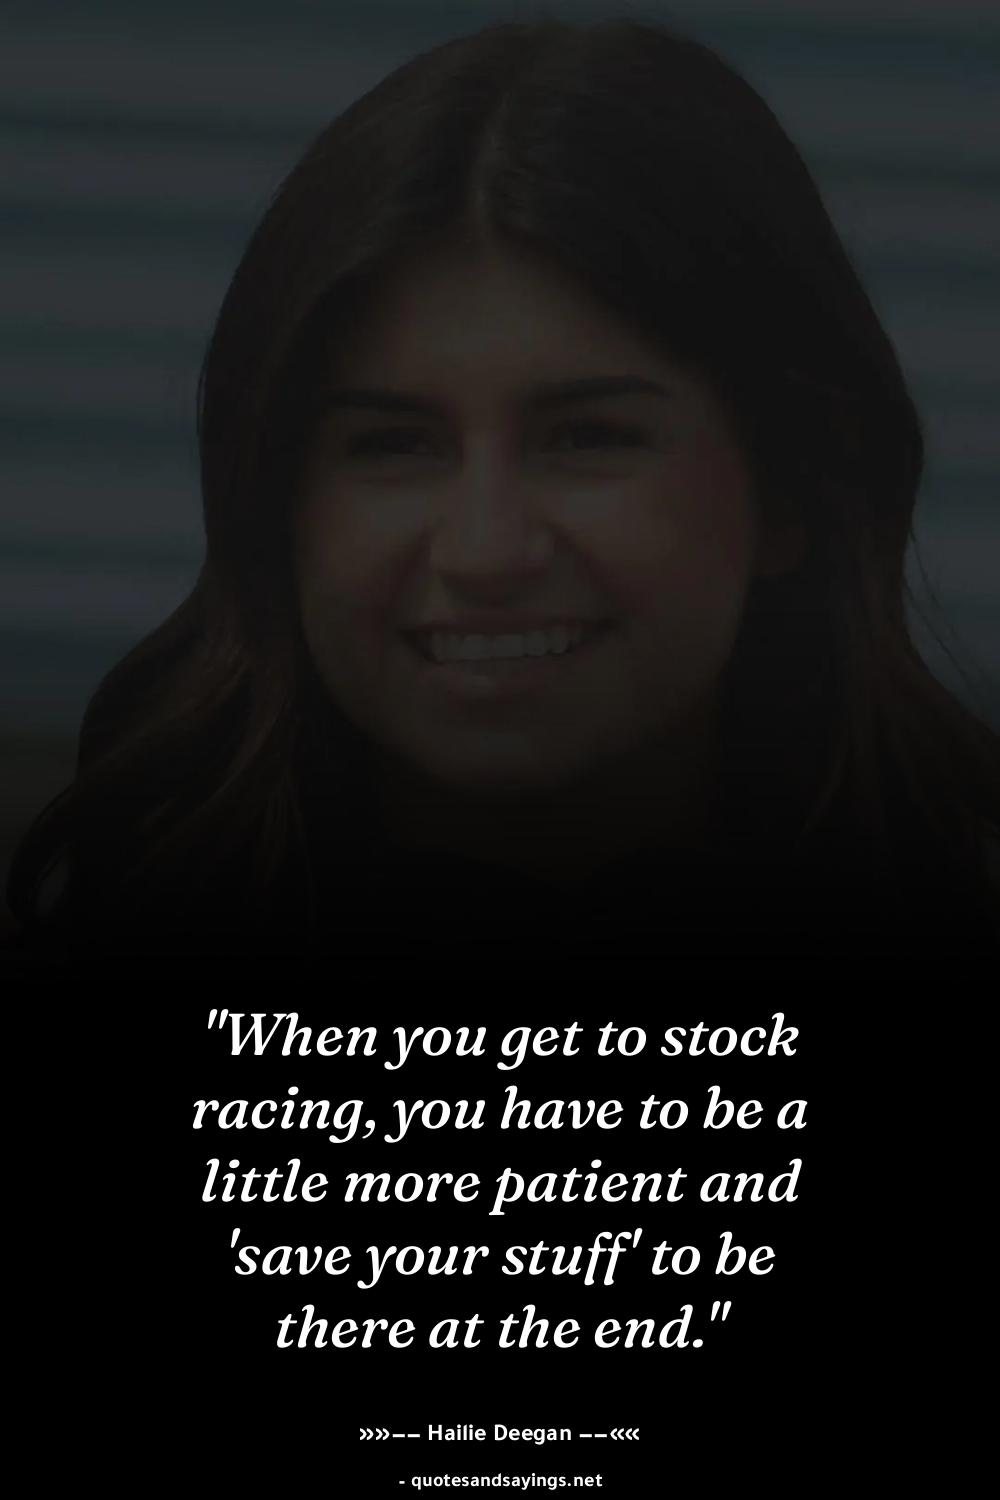 "When you get to stock
racing, you have to be a
little more patient and
'save your stuff' to be
there at the end."
»»−− Hailie Deegan −−««
- quotesandsayings.net